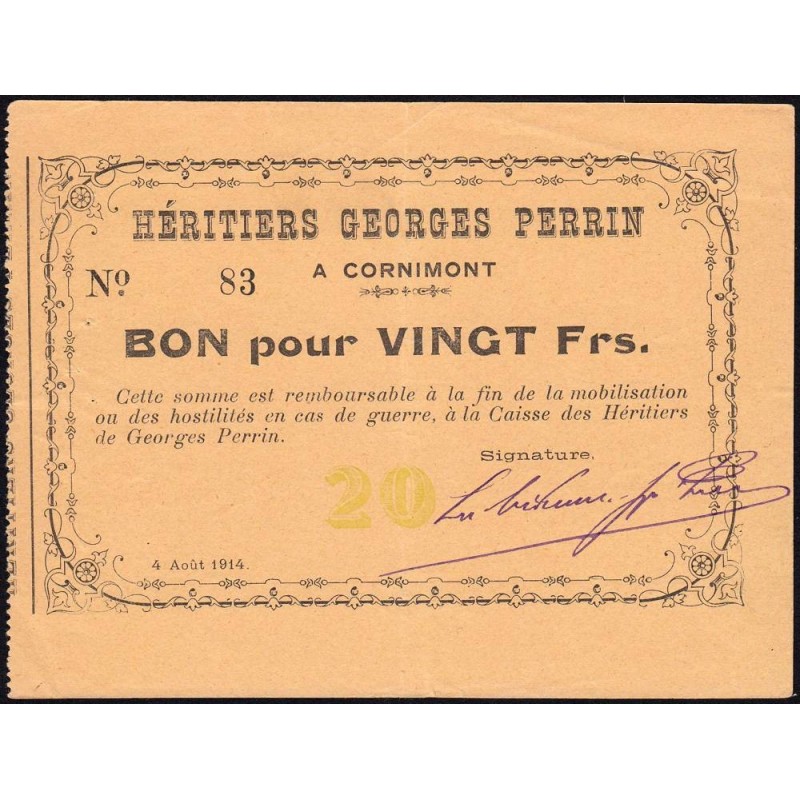 HÉRITIERS GEORGES PERRIN
A CORNIMONT
Nº 83
BON pour VINGT Frs.
Cette somme est remboursable à la fin de la mobilisation
ou des hostilités en cas de guerre, à la Caisse des Héritiers
de Georges Perrin.
Signature.
20
4 Août 1914.